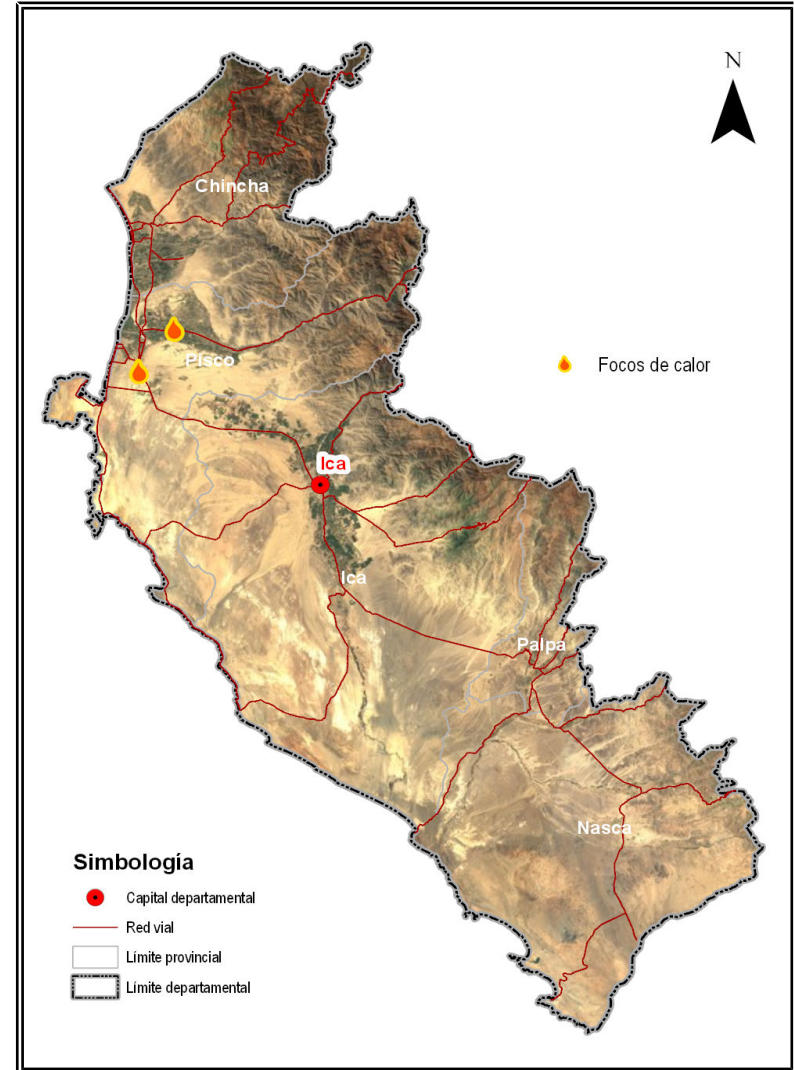 N
Chincha
Pisco
Focos de calor
Ica
Ica
Palpa
Nasca
Simbología
Capital departamental
Red vial
Límite provincial
Límite departamental